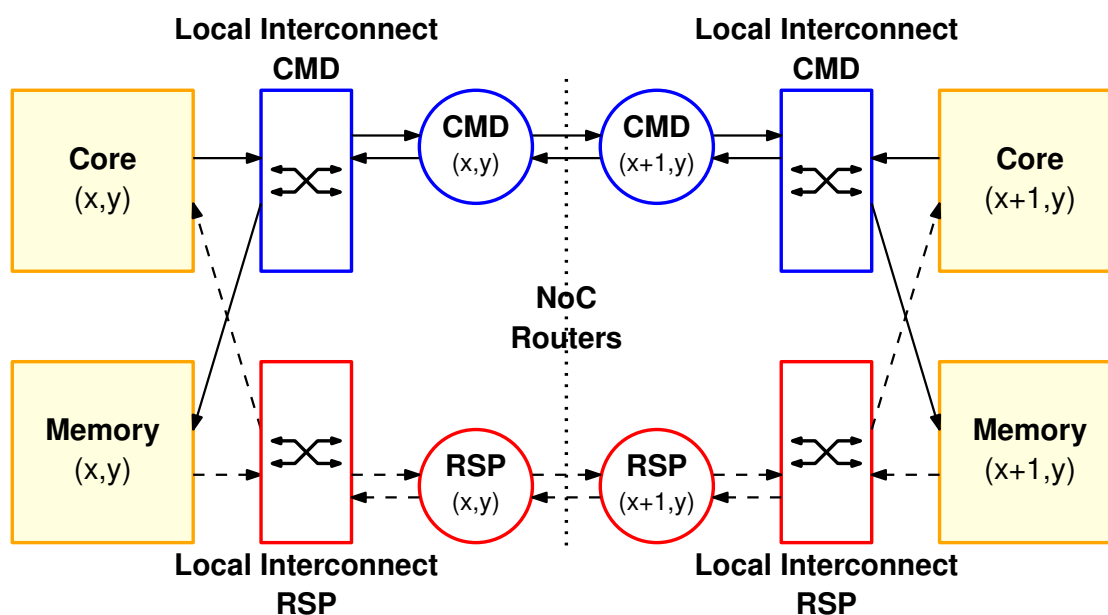 Local Interconnect
CMD
Local Interconnect
CMD
Core
(x,y)
CMD
(x,y)
CMD
(x+1,y)
Core
(x+1,y)
NoC
Routers
Memory
(x,y)
RSP
(x,y)
RSP
(x+1,y)
Memory
(x+1,y)
Local Interconnect
RSP
Local Interconnect
RSP